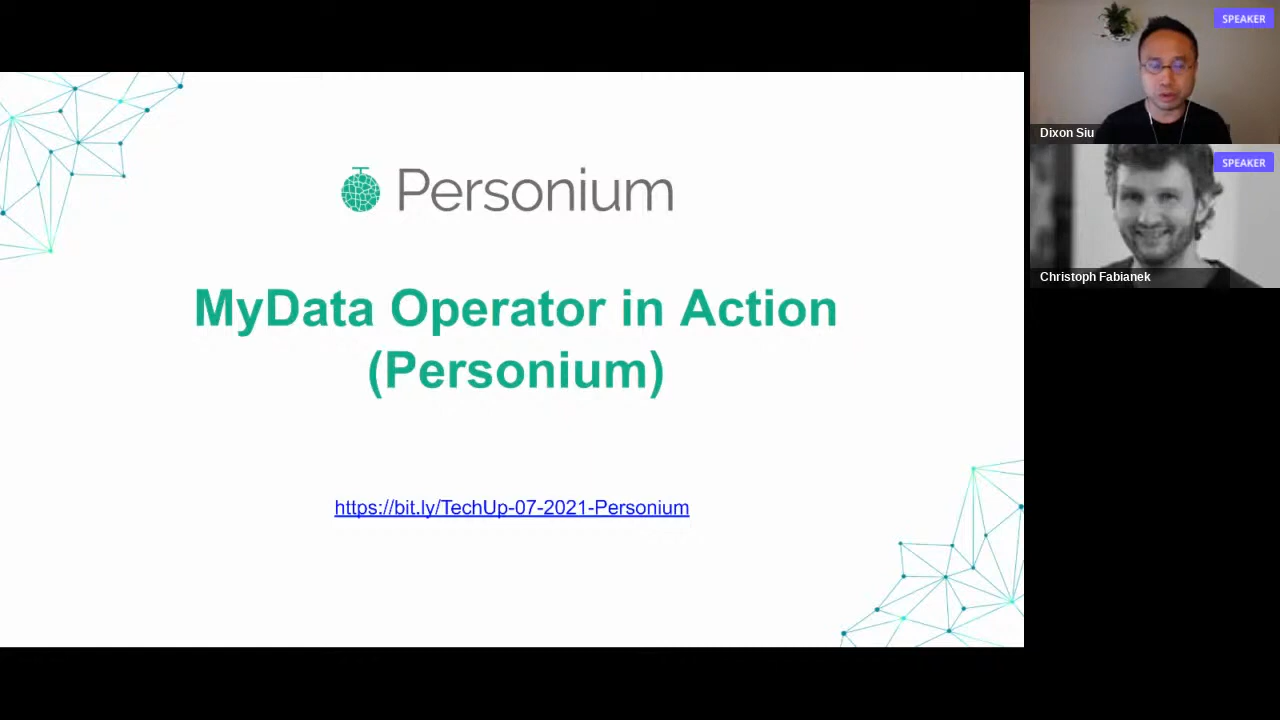 Personium
MyData Operator in Action
(Personium)
https://bit.ly/TechUp-07-2021-Personium
SPEAKER
Dixon Siu
SPEAKER
Christoph Fabianek